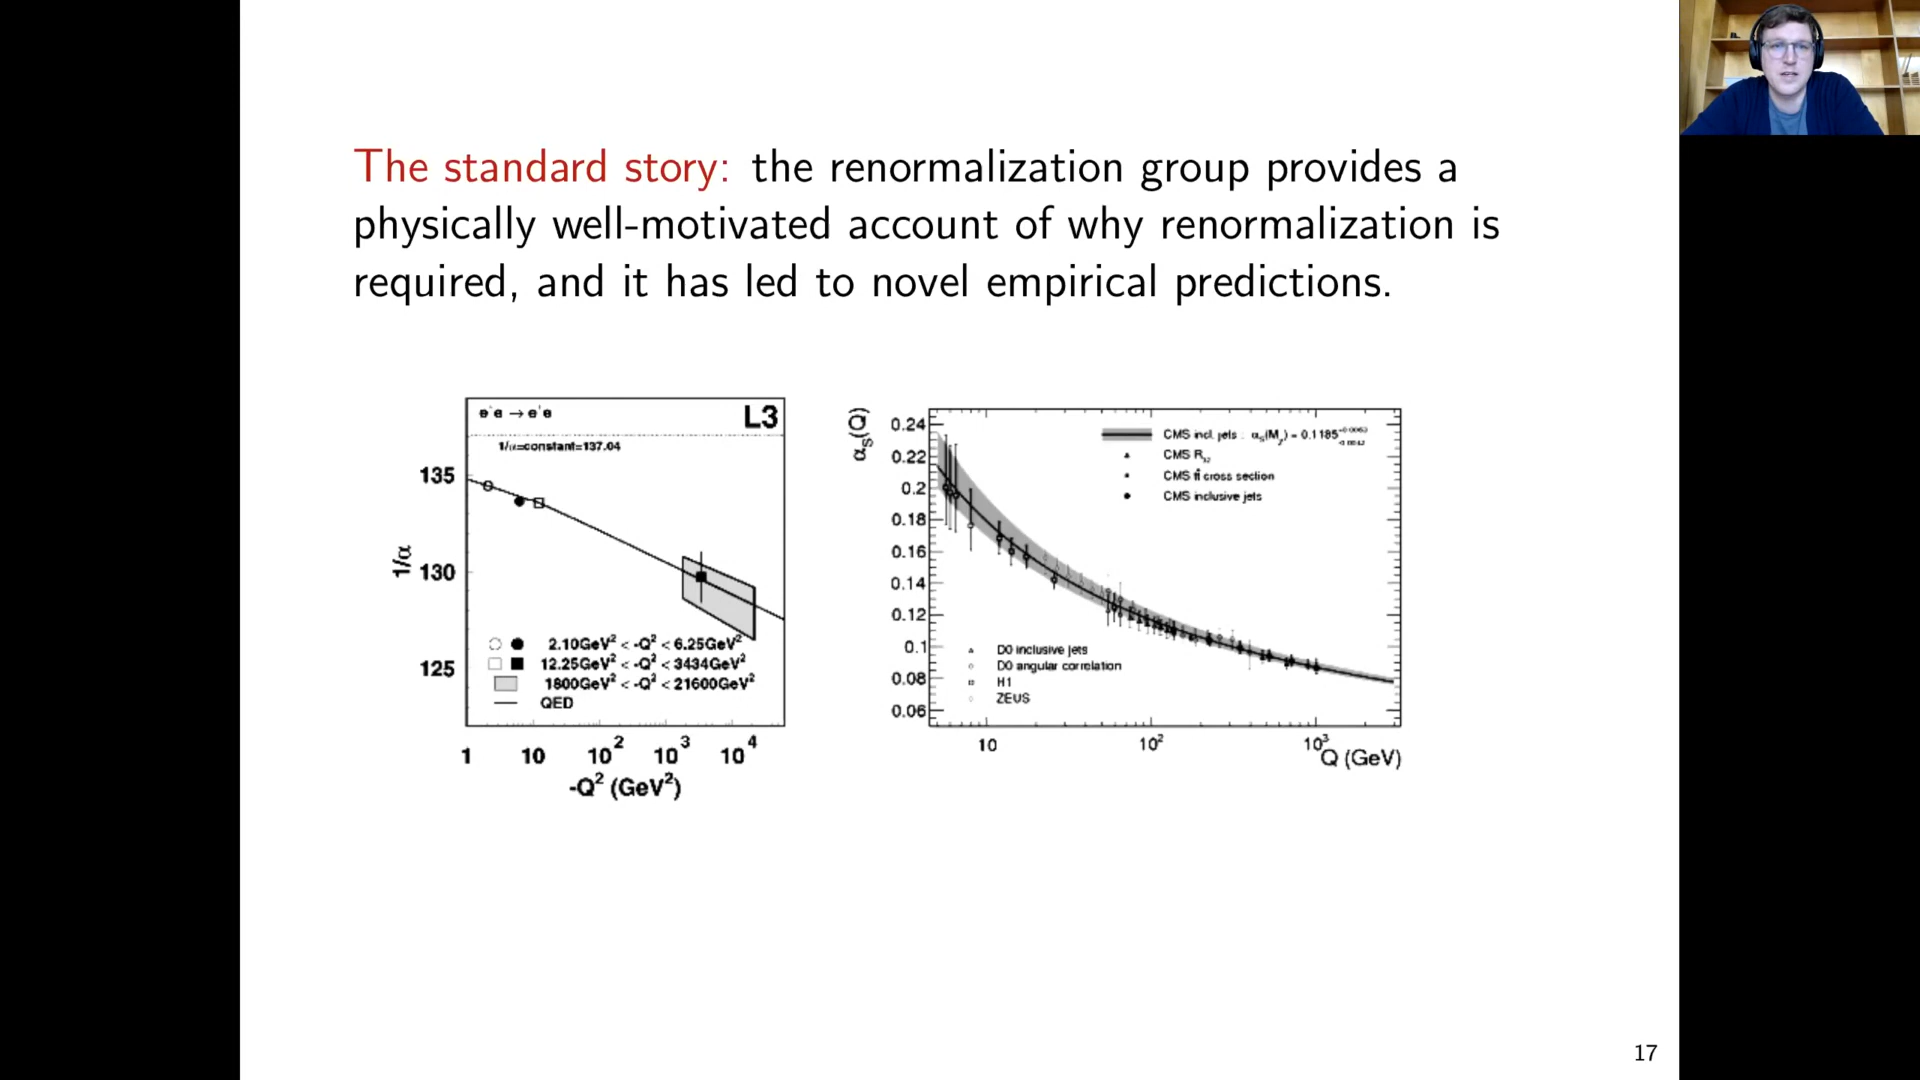 The standard story: the renormalization group provides a
physically well-motivated account of why renormalization is
required, and it has led to novel empirical predictions.
e⁺e⁻ → e⁺e⁻
L3
1/α=constant=137.04
135
130
125
1/α
2.10GeV² < -Q² < 6.25GeV²
12.25GeV² < -Q² < 3434GeV²
1800GeV² < -Q² < 21600GeV²
QED
1 10 10² 10³ 10⁴
-Q² (GeV²)
αₛ(Q)
0.24
0.22
0.2
0.18
0.16
0.14
0.12
0.1
0.08
0.06
CMS incl. jets : αₛ(M_Z) = 0.1185
CMS R₃₂
CMS tt̄ cross section
CMS inclusive jets
D0 inclusive jets
D0 angular correlation
H1
ZEUS
10 10² 10³
Q (GeV)
17